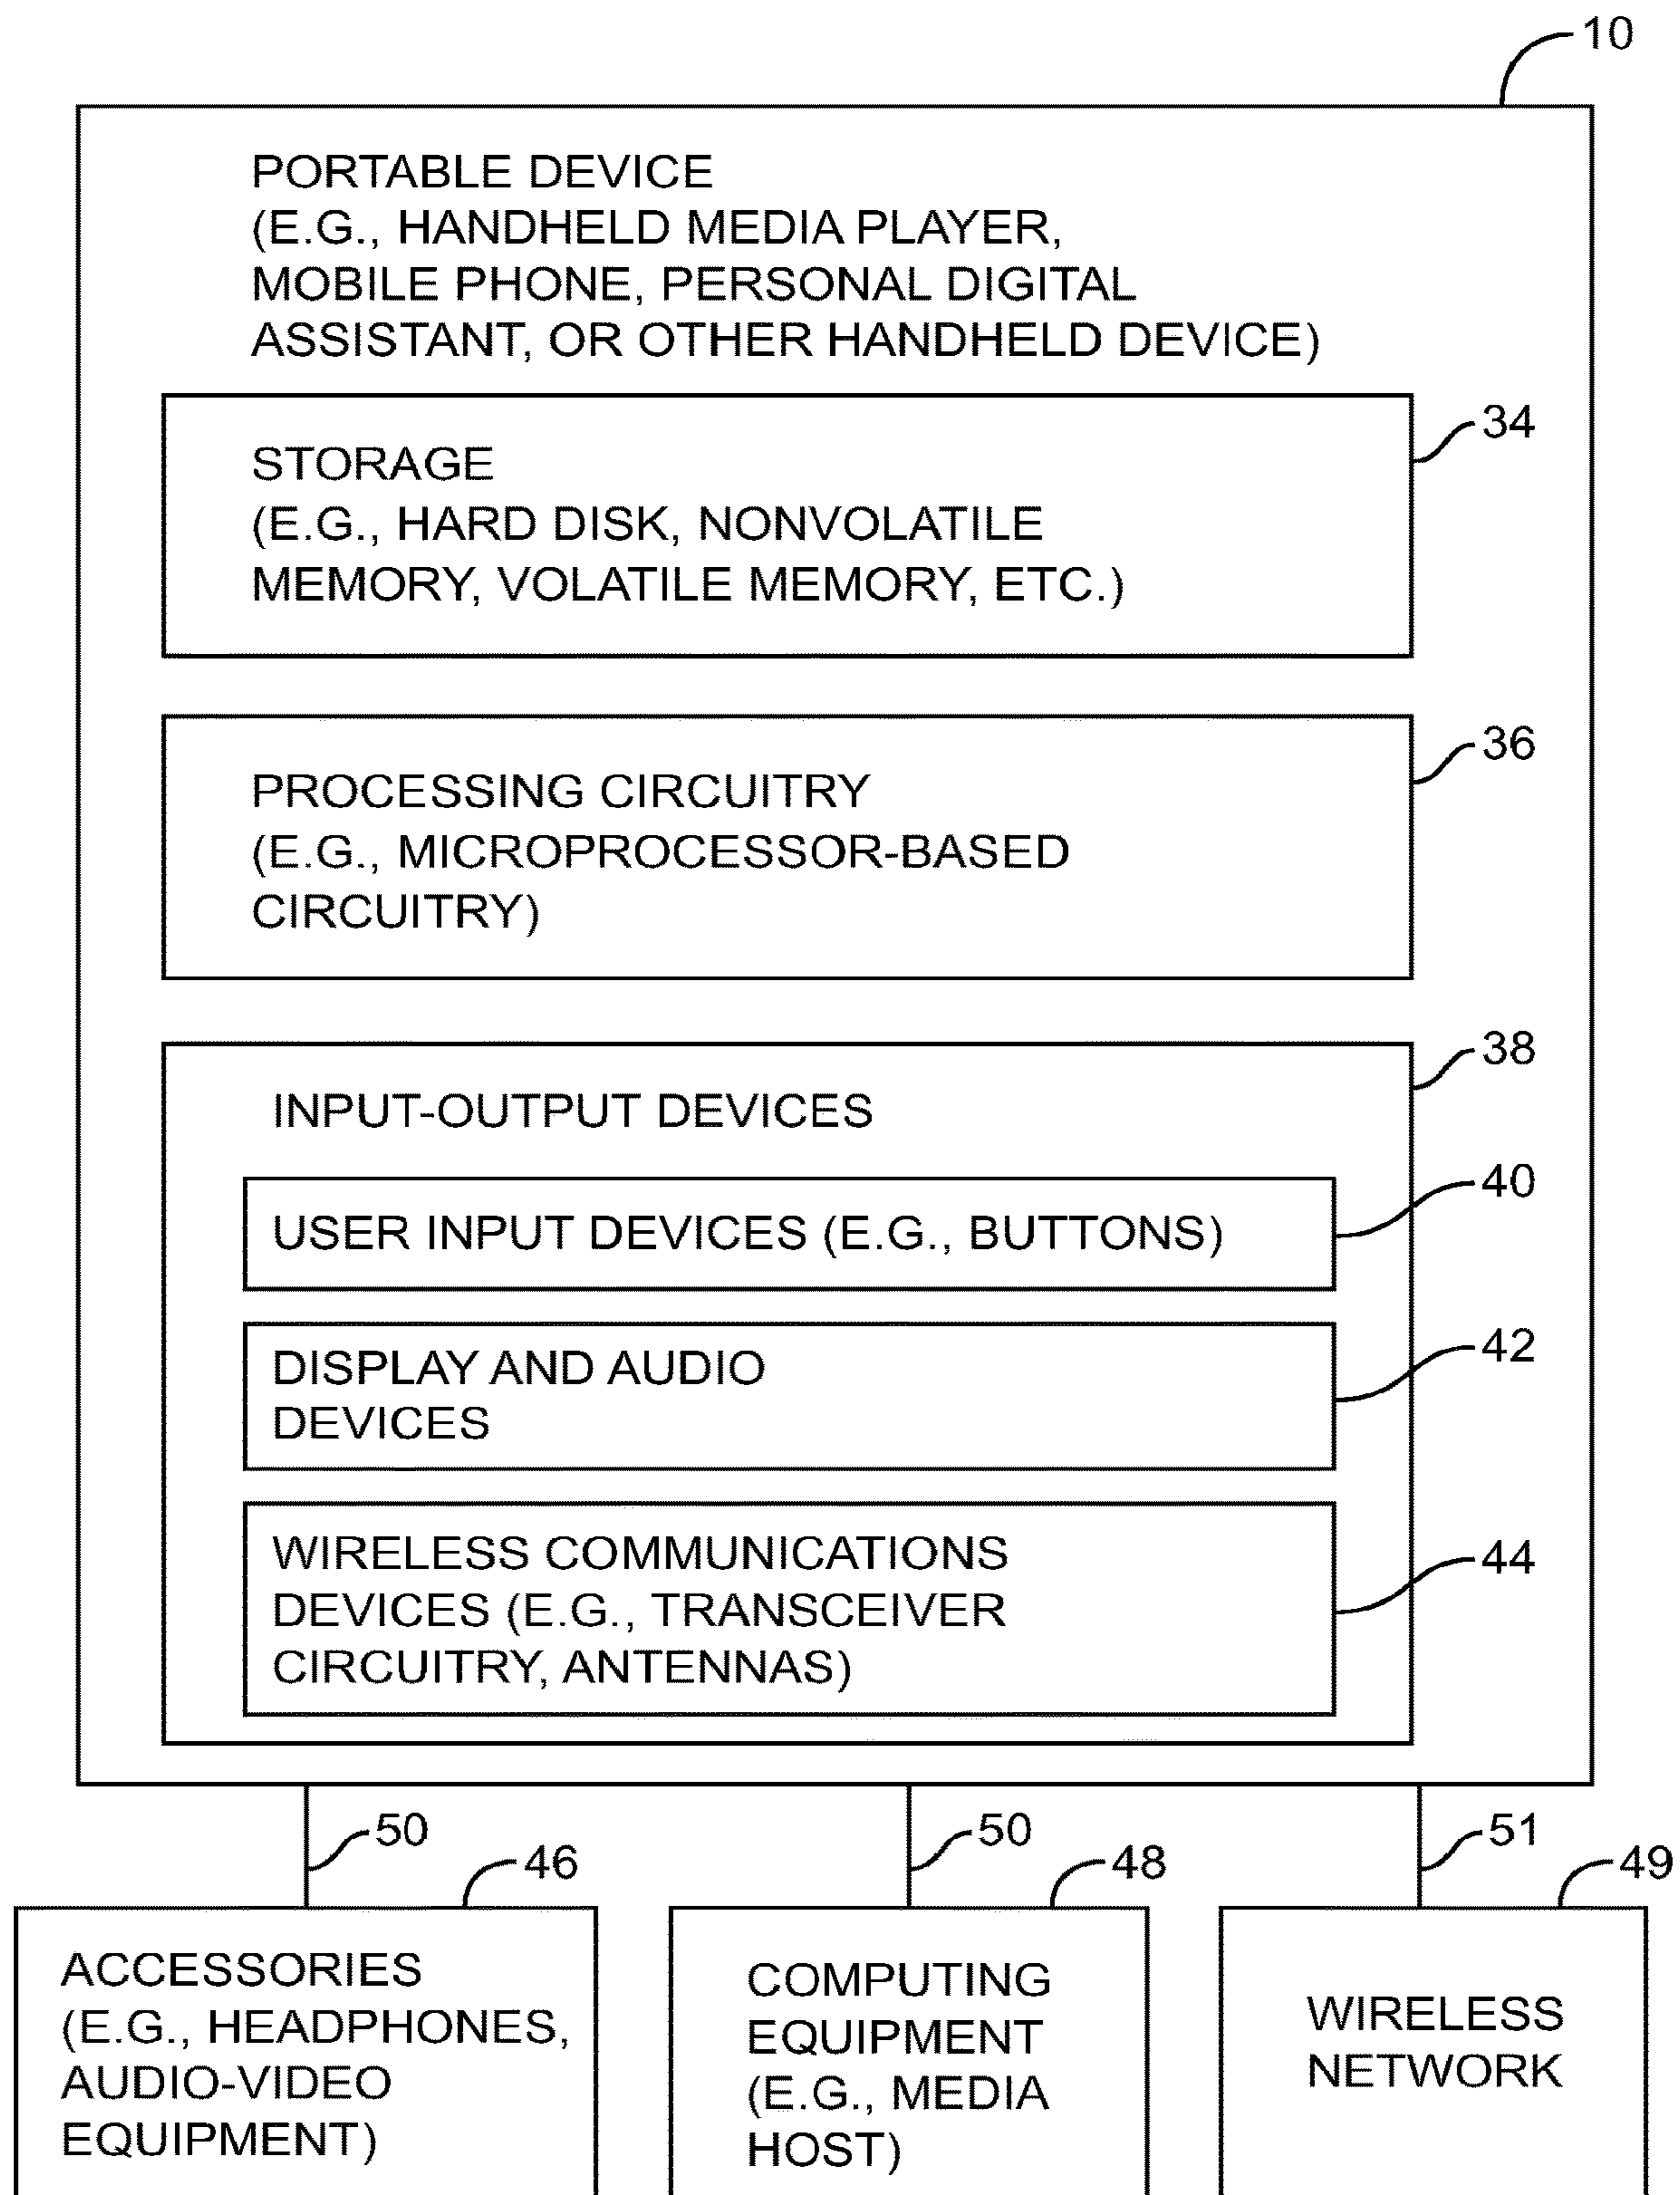 10
PORTABLE DEVICE
(E.G., HANDHELD MEDIA PLAYER,
MOBILE PHONE, PERSONAL DIGITAL
ASSISTANT, OR OTHER HANDHELD DEVICE)
34
STORAGE
(E.G., HARD DISK, NONVOLATILE
MEMORY, VOLATILE MEMORY, ETC.)
36
PROCESSING CIRCUITRY
(E.G., MICROPROCESSOR-BASED
CIRCUITRY)
38
INPUT-OUTPUT DEVICES
40
USER INPUT DEVICES (E.G., BUTTONS)
42
DISPLAY AND AUDIO
DEVICES
44
WIRELESS COMMUNICATIONS
DEVICES (E.G., TRANSCEIVER
CIRCUITRY, ANTENNAS)
50
50
51
46
48
49
ACCESSORIES
(E.G., HEADPHONES,
AUDIO-VIDEO
EQUIPMENT)
COMPUTING
EQUIPMENT
(E.G., MEDIA
HOST)
WIRELESS
NETWORK